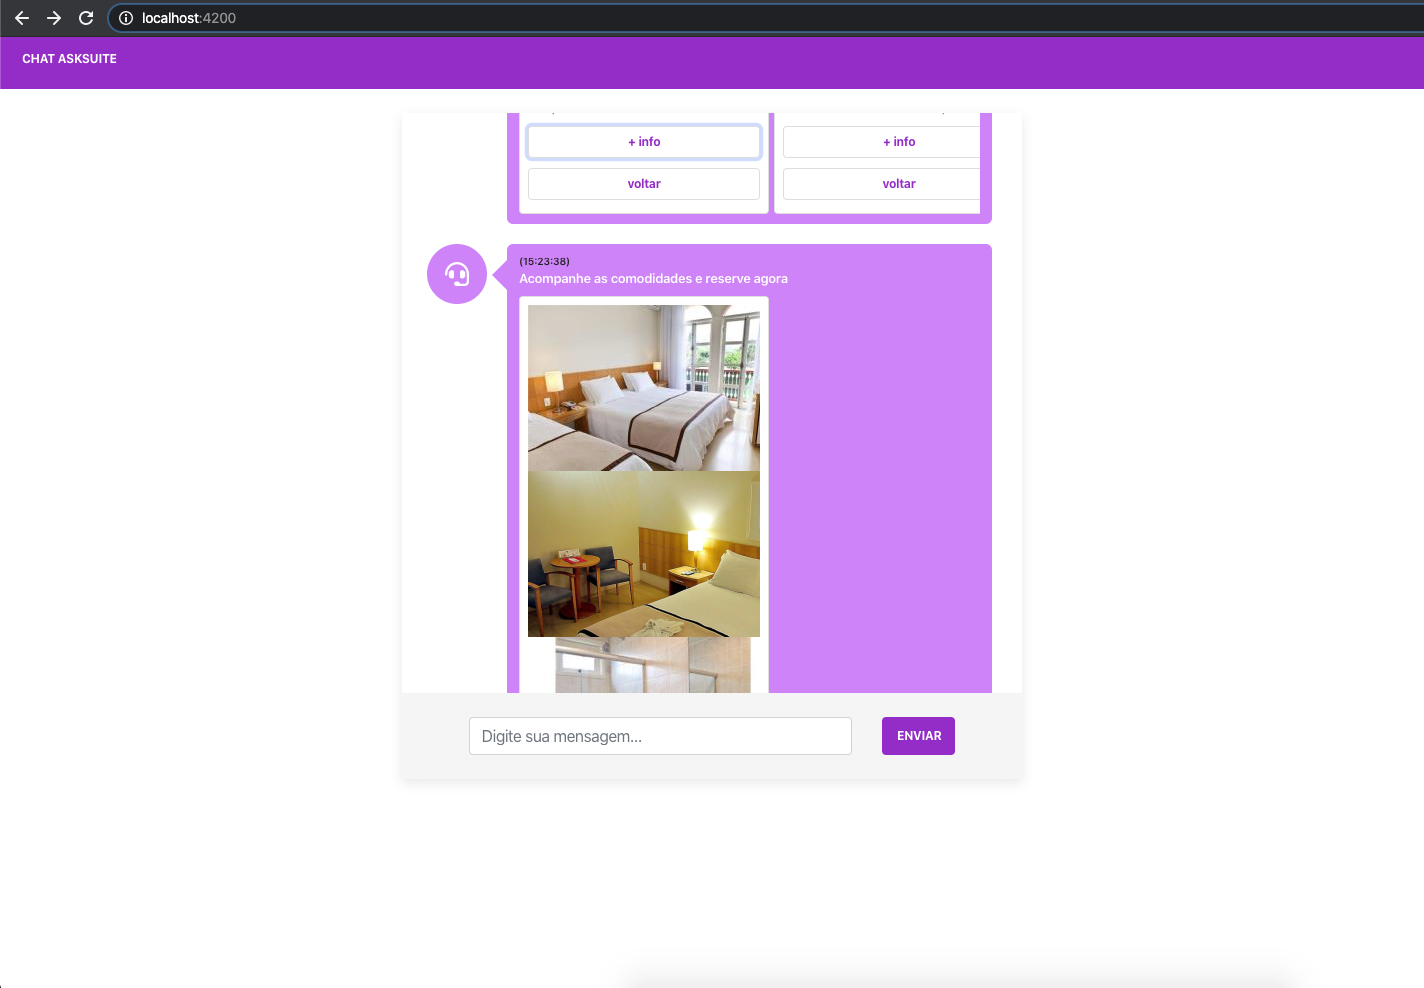 localhost:4200
CHAT ASKSUITE
+ info
+ info
voltar
voltar
(15:23:38)
Acompanhe as comodidades e reserve agora
Digite sua mensagem...
ENVIAR